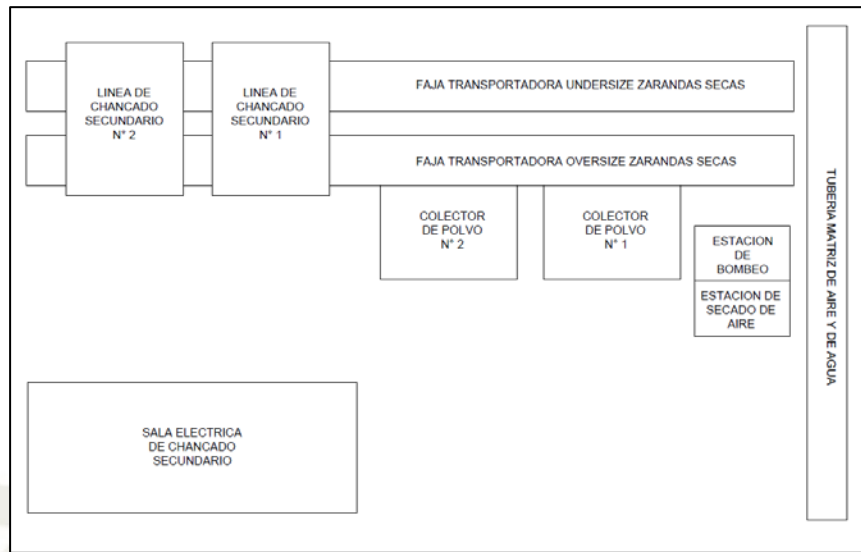 LINEA DE
CHANCADO
SECUNDARIO
N° 2
LINEA DE
CHANCADO
SECUNDARIO
N° 1
FAJA TRANSPORTADORA UNDERSIZE ZARANDAS SECAS
FAJA TRANSPORTADORA OVERSIZE ZARANDAS SECAS
COLECTOR
DE POLVO
N° 2
COLECTOR
DE POLVO
N° 1
ESTACION
DE
BOMBEO
ESTACION DE
SECADO DE
AIRE
TUBERIA MATRIZ DE AIRE Y DE AGUA
SALA ELECTRICA
DE CHANCADO
SECUNDARIO